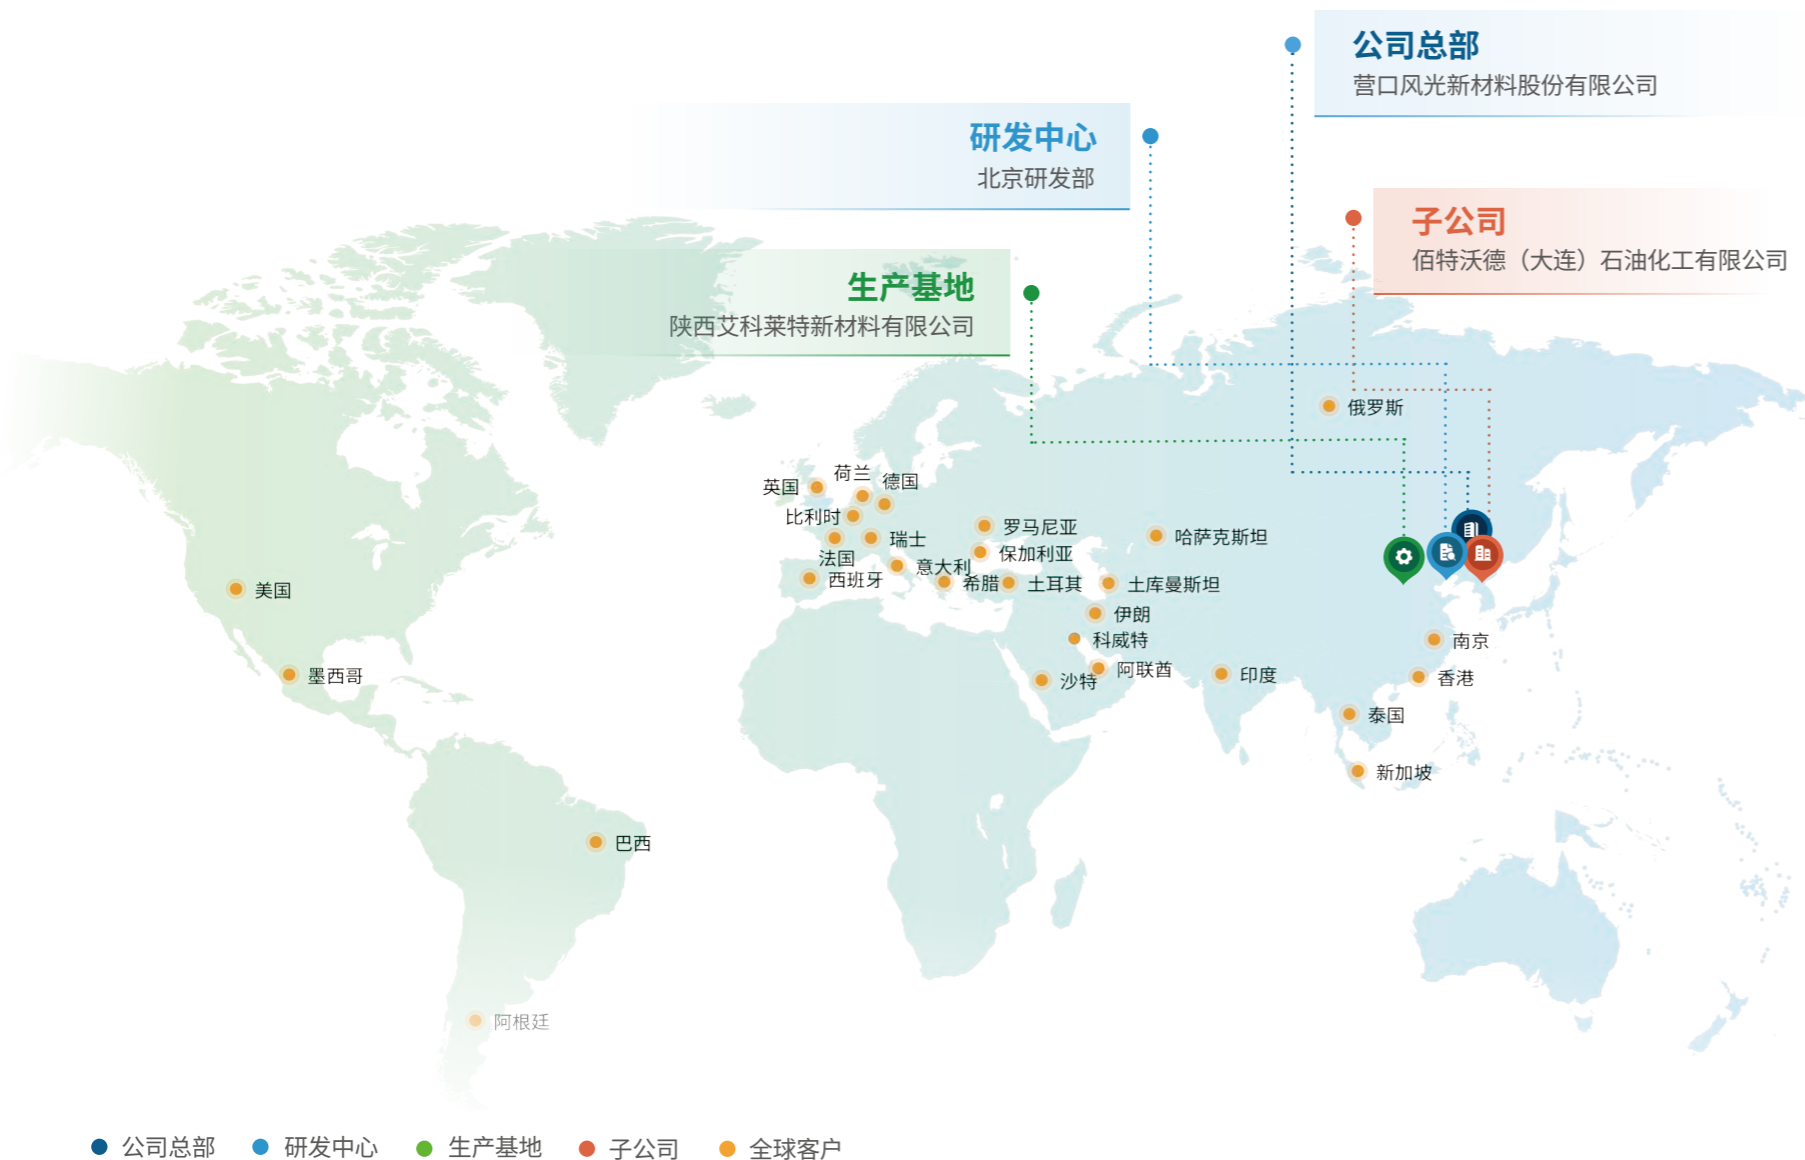 公司总部
营口风光新材料股份有限公司
研发中心
北京研发部
子公司
佰特沃德（大连）石油化工有限公司
生产基地
陕西艾科莱特新材料有限公司
俄罗斯
荷兰
德国
英国
比利时
罗马尼亚
哈萨克斯坦
瑞士
法国
保加利亚
意大利
西班牙
希腊
土耳其
土库曼斯坦
美国
伊朗
科威特
南京
墨西哥
沙特
阿联酋
印度
香港
泰国
新加坡
巴西
阿根廷
公司总部
研发中心
生产基地
子公司
全球客户